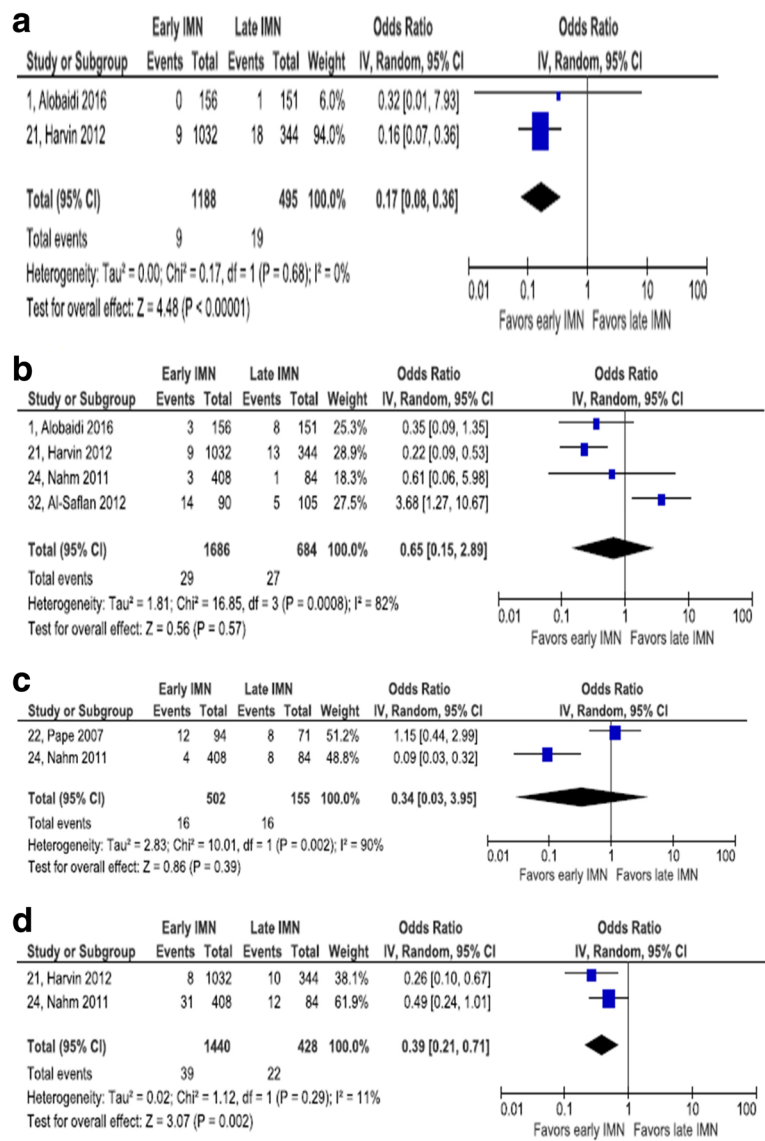 a
Early IMN Late IMN Odds Ratio Odds Ratio
Study or Subgroup Events Total Events Total Weight IV, Random, 95% CI IV, Random, 95% CI
1, Alobaidi 2016 0 156 1 151 6.0% 0.32 [0.01, 7.93]
21, Harvin 2012 9 1032 18 344 94.0% 0.16 [0.07, 0.36]
Total (95% CI) 1188 495 100.0% 0.17 [0.08, 0.36]
Total events 9 19
Heterogeneity: Tau² = 0.00; Chi² = 0.17, df = 1 (P = 0.68); I² = 0%
Test for overall effect: Z = 4.48 (P < 0.00001)
0.01 0.1 1 10 100
Favors early IMN Favors late IMN
b
Early IMN Late IMN Odds Ratio Odds Ratio
Study or Subgroup Events Total Events Total Weight IV, Random, 95% CI IV, Random, 95% CI
1, Alobaidi 2016 3 156 8 151 25.3% 0.35 [0.09, 1.35]
21, Harvin 2012 9 1032 13 344 28.9% 0.22 [0.09, 0.53]
24, Nahm 2011 3 408 1 84 18.3% 0.61 [0.06, 5.98]
32, Al-Saflan 2012 14 90 5 105 27.5% 3.68 [1.27, 10.67]
Total (95% CI) 1686 684 100.0% 0.65 [0.15, 2.89]
Total events 29 27
Heterogeneity: Tau² = 1.81; Chi² = 16.85, df = 3 (P = 0.0008); I² = 82%
Test for overall effect: Z = 0.56 (P = 0.57)
0.01 0.1 1 10 100
Favors early IMN Favors late IMN
c
Early IMN Late IMN Odds Ratio Odds Ratio
Study or Subgroup Events Total Events Total Weight IV, Random, 95% CI IV, Random, 95% CI
22, Pape 2007 12 94 8 71 51.2% 1.15 [0.44, 2.99]
24, Nahm 2011 4 408 8 84 48.8% 0.09 [0.03, 0.32]
Total (95% CI) 502 155 100.0% 0.34 [0.03, 3.95]
Total events 16 16
Heterogeneity: Tau² = 2.83; Chi² = 10.01, df = 1 (P = 0.002); I² = 90%
Test for overall effect: Z = 0.86 (P = 0.39)
0.01 0.1 1 10 100
Favors early IMN Favors late IMN
d
Early IMN Late IMN Odds Ratio Odds Ratio
Study or Subgroup Events Total Events Total Weight IV, Random, 95% CI IV, Random, 95% CI
21, Harvin 2012 8 1032 10 344 38.1% 0.26 [0.10, 0.67]
24, Nahm 2011 31 408 12 84 61.9% 0.49 [0.24, 1.01]
Total (95% CI) 1440 428 100.0% 0.39 [0.21, 0.71]
Total events 39 22
Heterogeneity: Tau² = 0.02; Chi² = 1.12, df = 1 (P = 0.29); I² = 11%
Test for overall effect: Z = 3.07 (P = 0.002)
0.01 0.1 1 10 100
Favors early IMN Favors late IMN